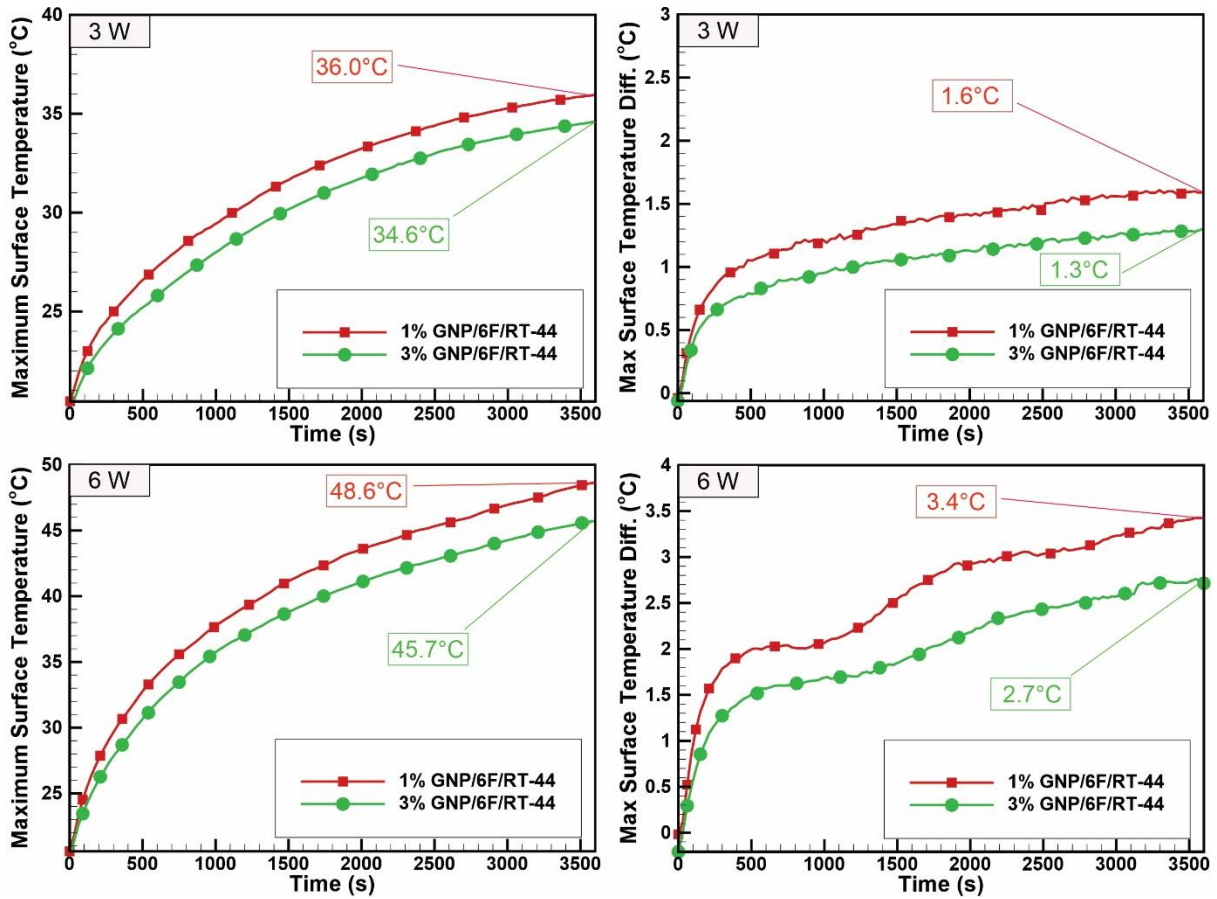 3 W
Maximum Surface Temperature (°C)
40
35
30
25
36.0°C
34.6°C
1% GNP/6F/RT-44
3% GNP/6F/RT-44
0 500 1000 1500 2000 2500 3000 3500
Time (s)
3 W
Max Surface Temperature Diff. (°C)
3
2.5
2
1.5
1
0.5
0
1.6°C
1.3°C
1% GNP/6F/RT-44
3% GNP/6F/RT-44
0 500 1000 1500 2000 2500 3000 3500
Time (s)
6 W
Maximum Surface Temperature (°C)
50
45
40
35
30
25
48.6°C
45.7°C
1% GNP/6F/RT-44
3% GNP/6F/RT-44
0 500 1000 1500 2000 2500 3000 3500
Time (s)
6 W
Max Surface Temperature Diff. (°C)
4
3.5
3
2.5
2
1.5
1
0.5
0
3.4°C
2.7°C
1% GNP/6F/RT-44
3% GNP/6F/RT-44
0 500 1000 1500 2000 2500 3000 3500
Time (s)